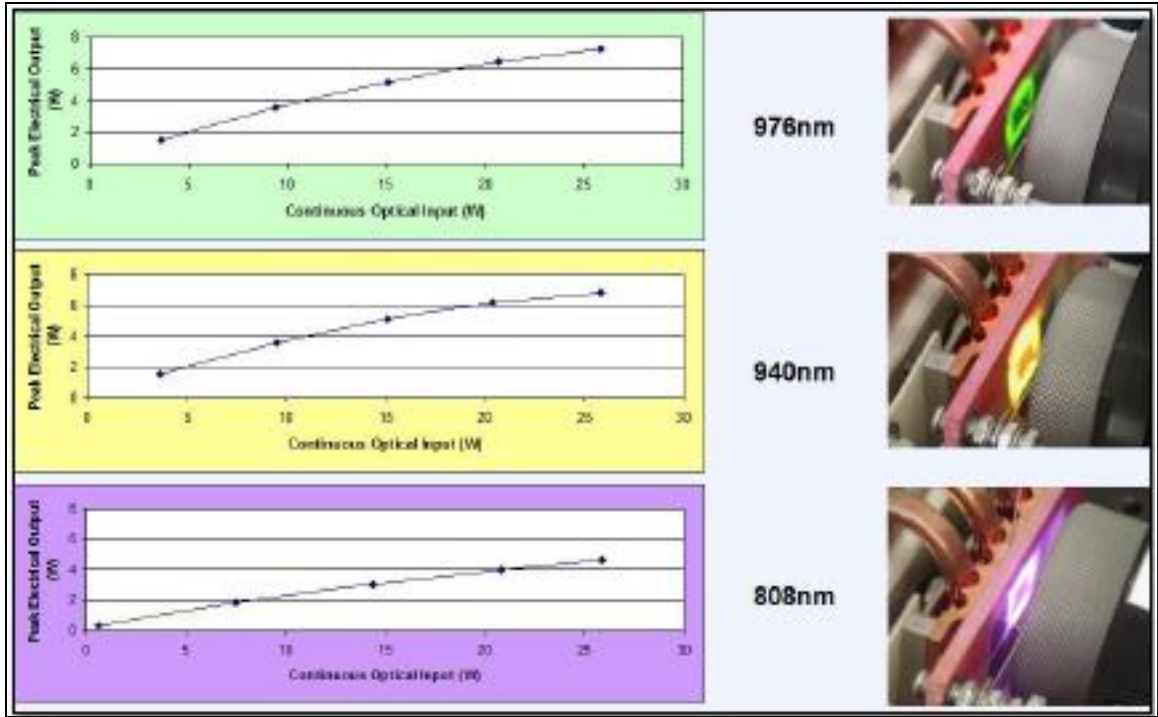 Peak Electrical Output
(W)
8
6
4
2
0
0 5 10 15 20 25 30
Continuous Optical Input (W)
976nm
Peak Electrical Output
(W)
8
6
4
2
0
0 5 10 15 20 25 30
Continuous Optical Input (W)
940nm
Peak Electrical Output
(W)
8
6
4
2
0
0 5 10 15 20 25 30
Continuous Optical Input (W)
808nm